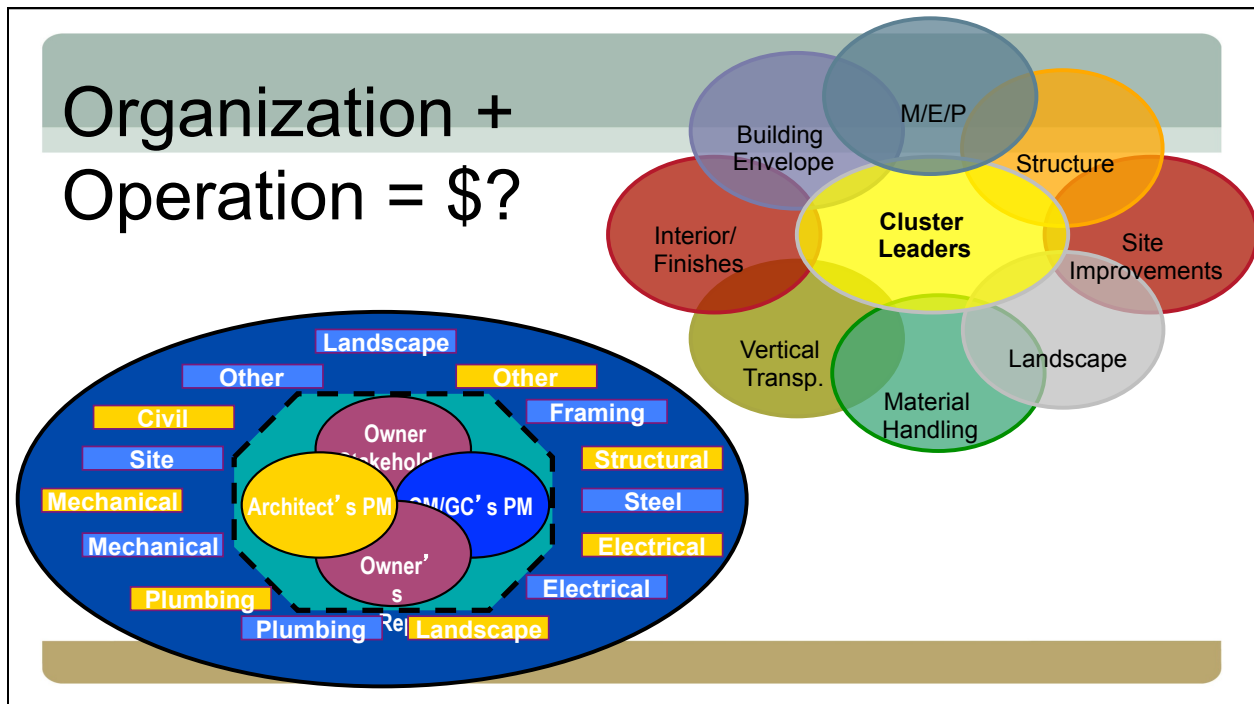 Organization +
Operation = $?
M/E/P
Building
Envelope
Structure
Cluster
Leaders
Interior/
Finishes
Site
Improvements
Vertical
Transp.
Landscape
Material
Handling
Landscape
Other
Other
Civil
Framing
Owner
Site
Structural
Mechanical
Architect’s PM
GC’s PM
Steel
Mechanical
Electrical
Owner’
s
Plumbing
Electrical
Plumbing
Landscape